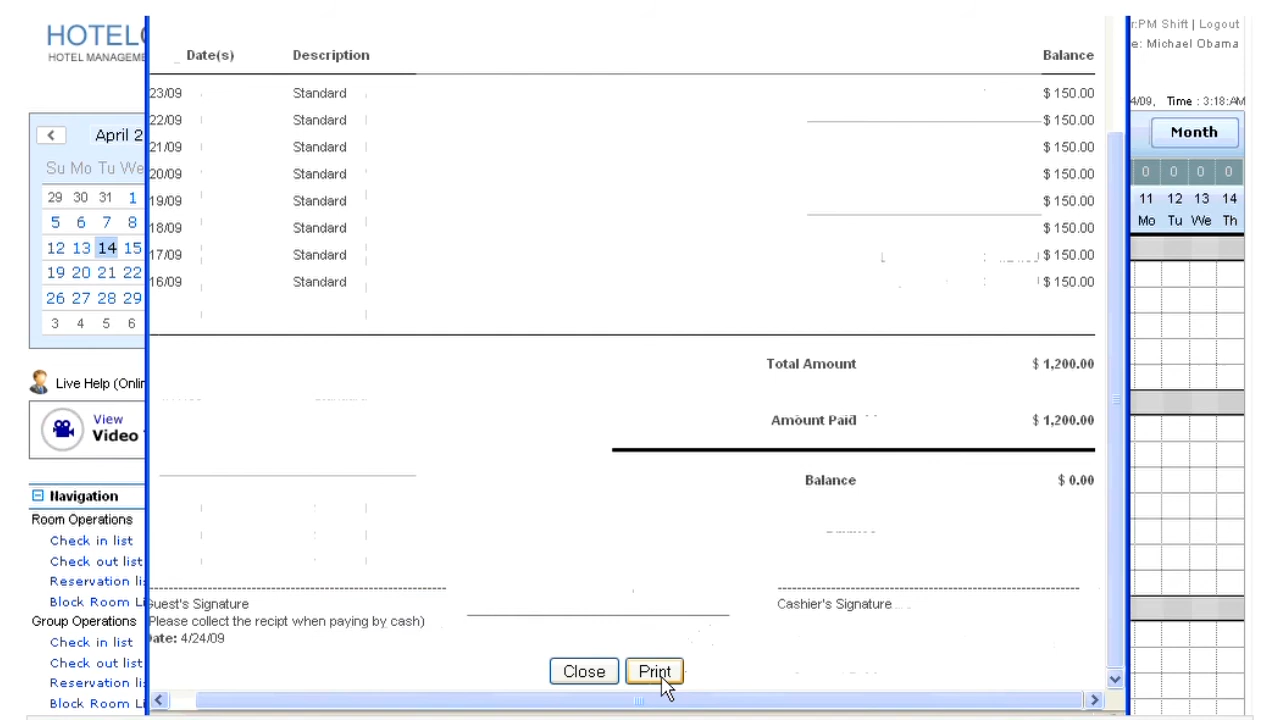 HOTEL
HOTEL MANAGEME
r:PM Shift | Logout
e: Michael Obama
4/09, Time : 3:18:AM
Date(s) Description Balance
23/09 Standard $ 150.00
22/09 Standard $ 150.00
21/09 Standard $ 150.00
20/09 Standard $ 150.00
19/09 Standard $ 150.00
18/09 Standard $ 150.00
17/09 Standard $ 150.00
16/09 Standard $ 150.00
Total Amount $ 1,200.00
Amount Paid $ 1,200.00
Balance $ 0.00
Guest's Signature Cashier's Signature
(Please collect the recipt when paying by cash)
Date: 4/24/09
Close Print
< April 2
Su Mo Tu We
29 30 31 1
5 6 7 8
12 13 14 15
19 20 21 22
26 27 28 29
3 4 5 6
Live Help (Onlin
View
Video
Navigation
Room Operations
Check in list
Check out list
Reservation li
Block Room Li
Group Operations
Check in list
Check out list
Reservation li
Block Room Li
Month
0 0 0 0
11 12 13 14
Mo Tu We Th